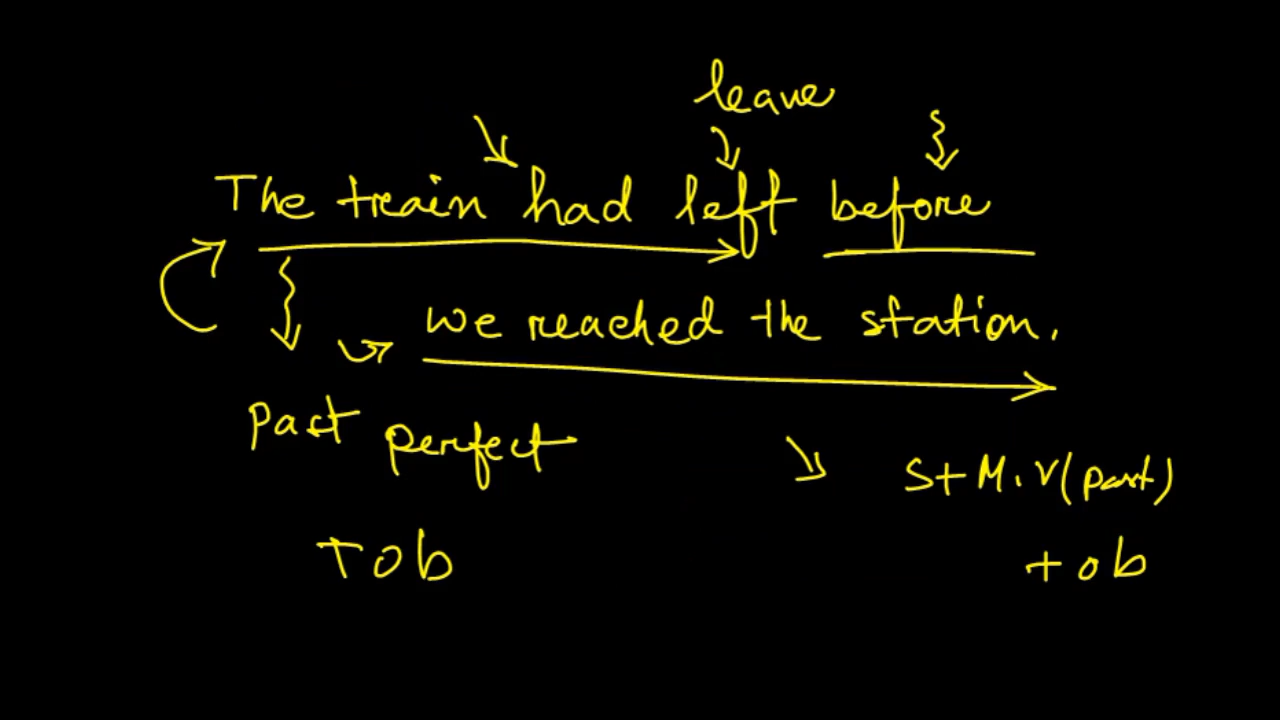 leave
The train had left before
we reached the station.
Past perfect
S+M.V(past)
+ob
+ob